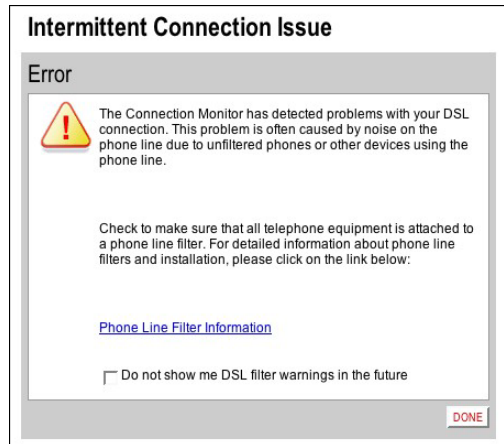 Intermittent Connection Issue
Error
!
The Connection Monitor has detected problems with your DSL
connection. This problem is often caused by noise on the
phone line due to unfiltered phones or other devices using the
phone line.
Check to make sure that all telephone equipment is attached to
a phone line filter. For detailed information about phone line
filters and installation, please click on the link below:
Phone Line Filter Information
Do not show me DSL filter warnings in the future
DONE